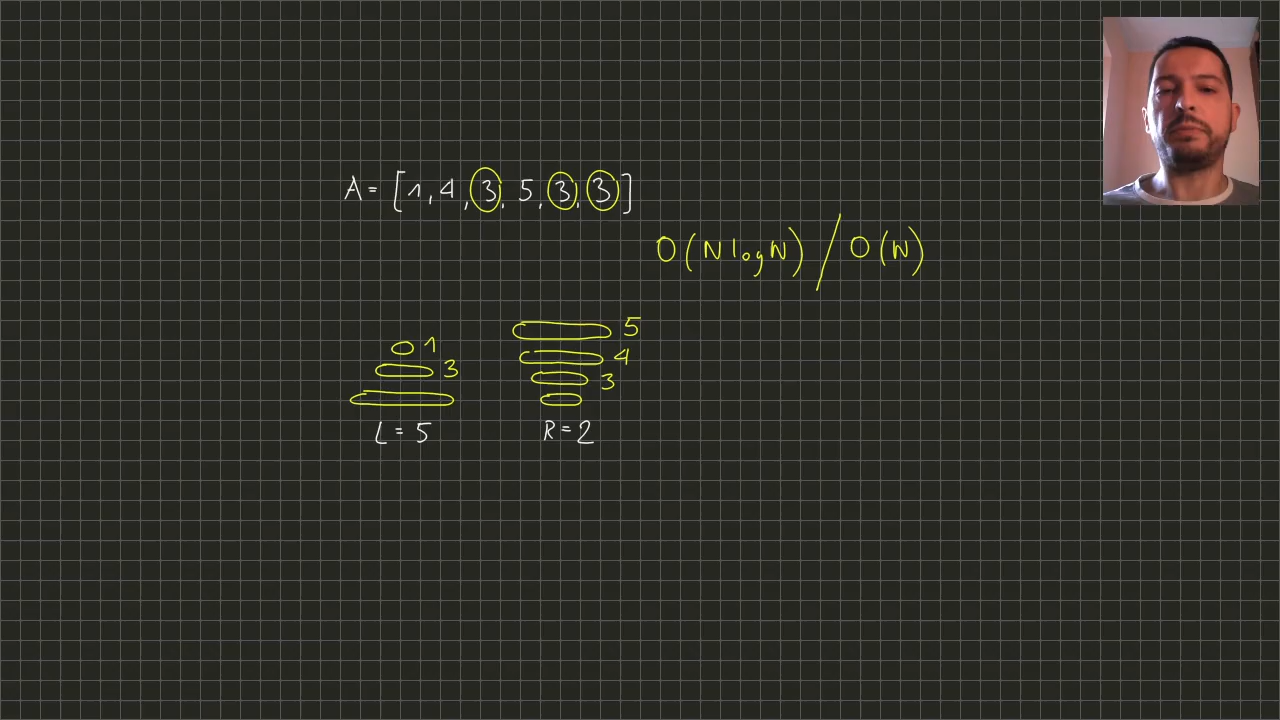 A = [1, 4, 3, 5, 3, 3]
O(N log N) / O(N)
5
1
4
3
3
L = 5
R = 2